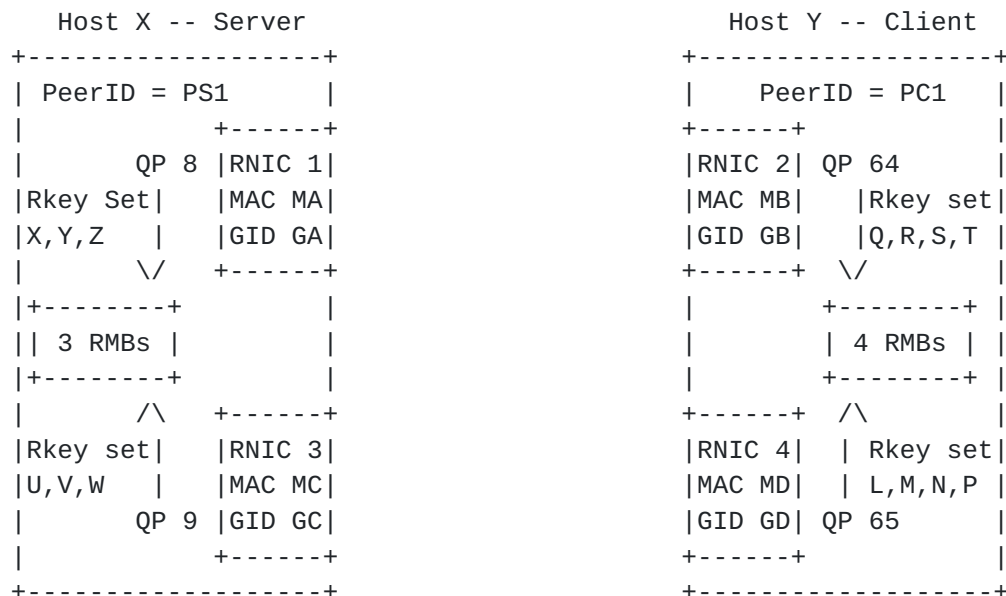 Host X -- Server Host Y -- Client
PeerID = PS1 PeerID = PC1
QP 8 RNIC 1 RNIC 2 QP 64
Rkey Set MAC MA MAC MB Rkey set
X,Y,Z GID GA GID GB Q,R,S,T
3 RMBs 4 RMBs
Rkey set RNIC 3 RNIC 4 Rkey set
U,V,W MAC MC MAC MD L,M,N,P
QP 9 GID GC GID GD QP 65